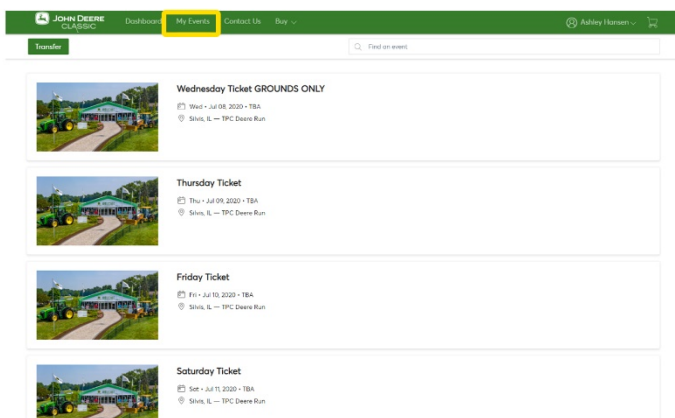 JOHN DEERE CLASSIC Dashboard My Events Contact Us Buy Ashley Hansen
Transfer Find an event
Wednesday Ticket GROUNDS ONLY
Wed • Jul 08, 2020 • TBA
Silvis, IL — TPC Deere Run
Thursday Ticket
Thu • Jul 09, 2020 • TBA
Silvis, IL — TPC Deere Run
Friday Ticket
Fri • Jul 10, 2020 • TBA
Silvis, IL — TPC Deere Run
Saturday Ticket
Sat • Jul 11, 2020 • TBA
Silvis, IL — TPC Deere Run